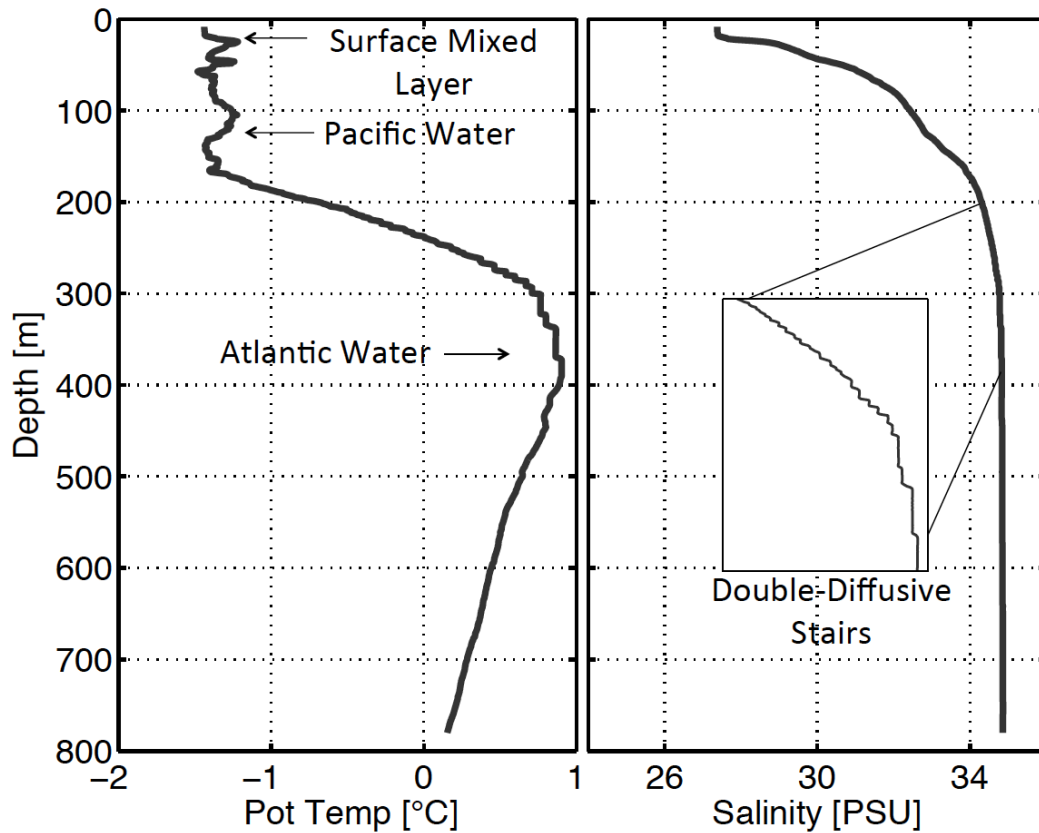 0
100
200
300
400
500
600
700
800
Depth [m]
Surface Mixed
Layer
Pacific Water
Atlantic Water
−2
−1
0
1
Pot Temp [°C]
Double-Diffusive
Stairs
26
30
34
Salinity [PSU]